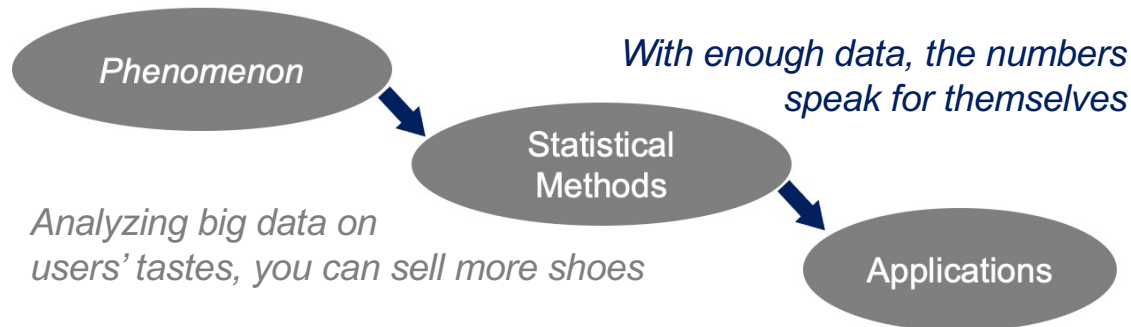 Phenomenon
With enough data, the numbers
speak for themselves
Statistical
Methods
Analyzing big data on
users’ tastes, you can sell more shoes
Applications